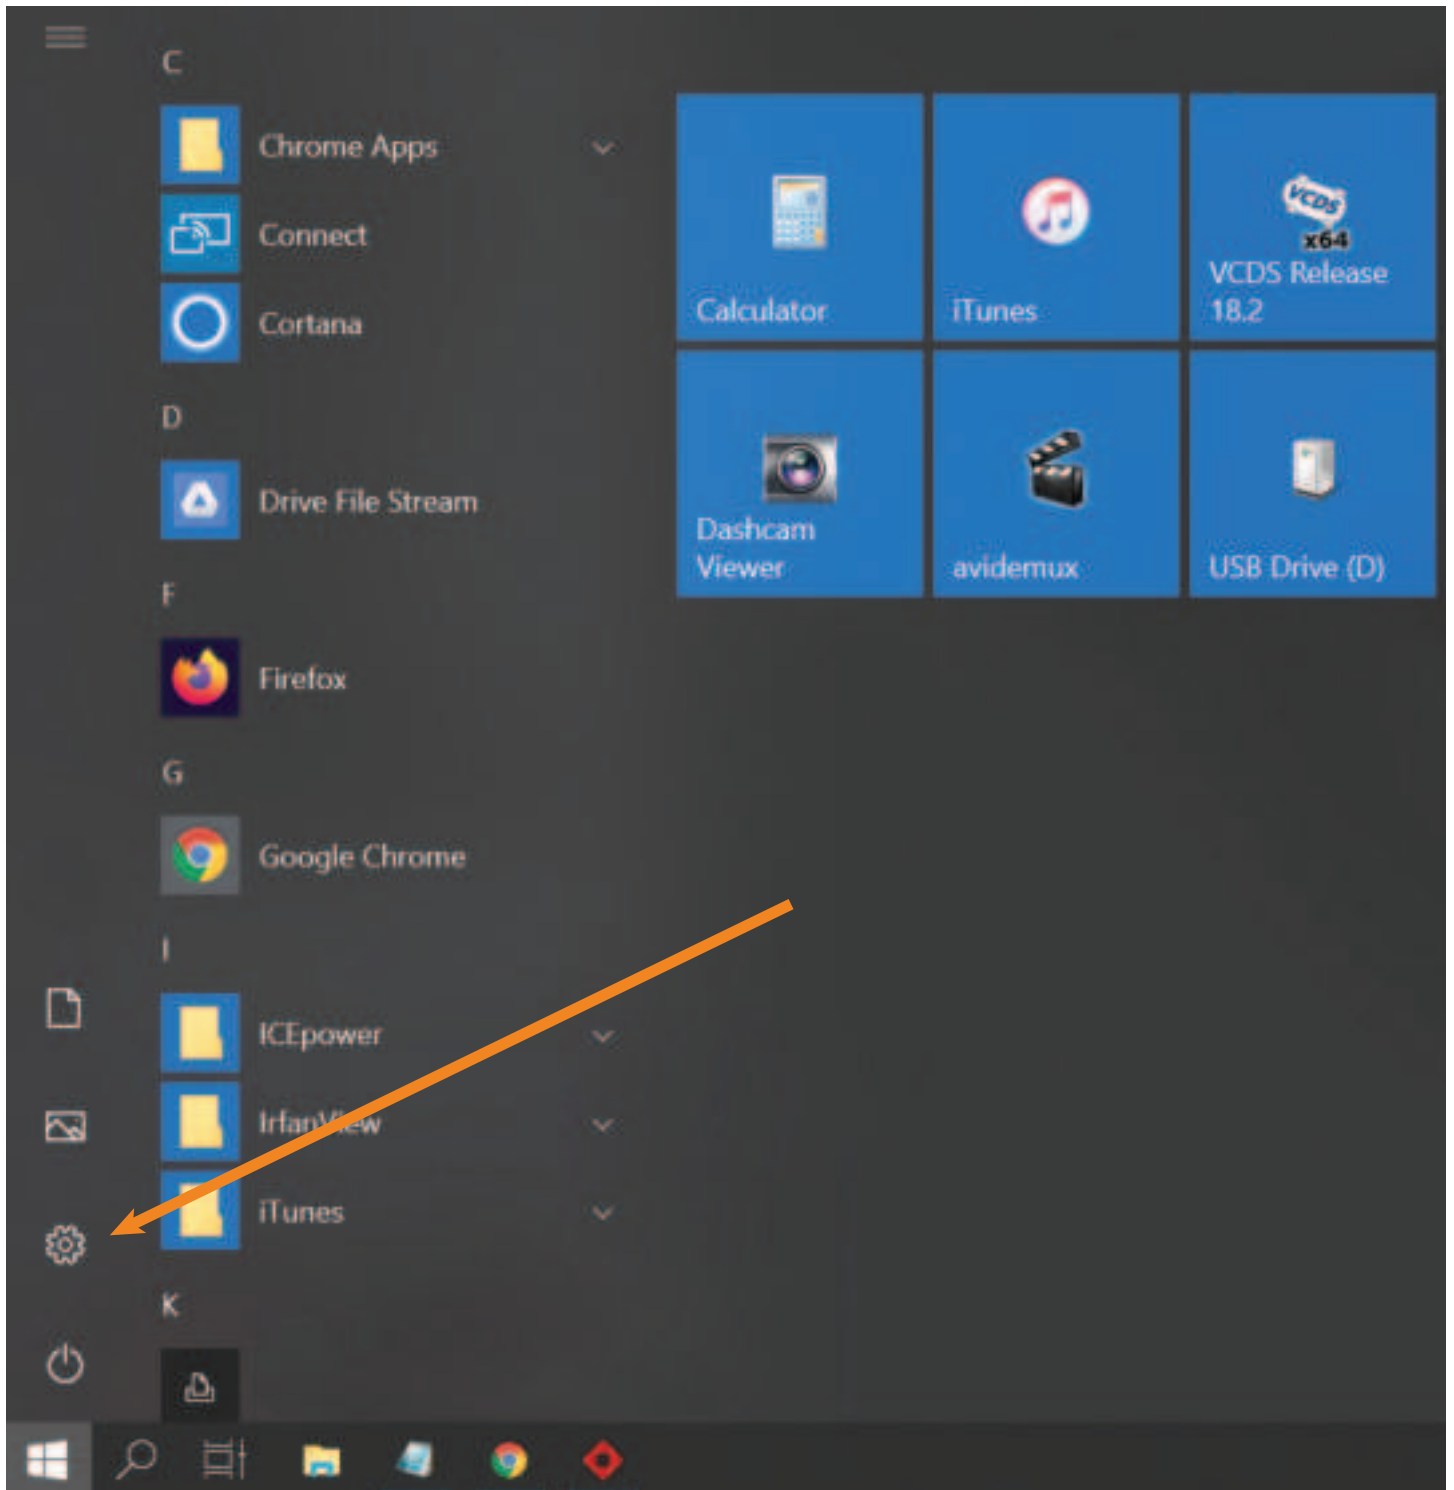 C
Chrome Apps
Connect
Cortana
D
Drive File Stream
F
Firefox
G
Google Chrome
I
ICEpower
IrfanView
iTunes
K
Calculator
iTunes
VCDS
x64
VCDS Release
18.2
Dashcam
Viewer
avidemux
USB Drive (D)